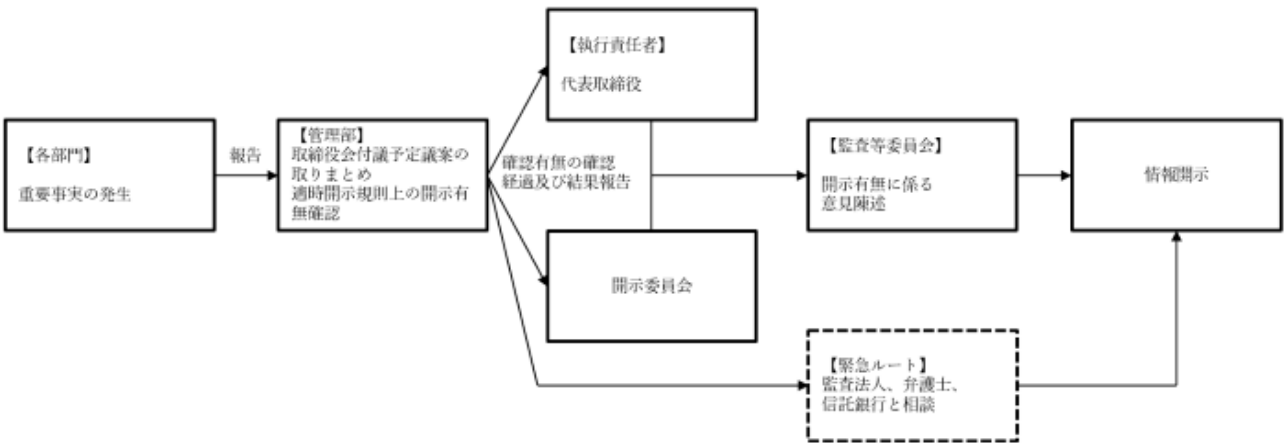 【各部門】
重要事実の発生
報告
【管理部】
取締役会付議予定議案の
取りまとめ
適時開示規則上の開示有
無確認
確認有無の確認
経過及び結果報告
【執行責任者】
代表取締役
開示委員会
【監査等委員会】
開示有無に係る
意見陳述
情報開示
【緊急ルート】
監査法人、弁護士、
信託銀行と相談